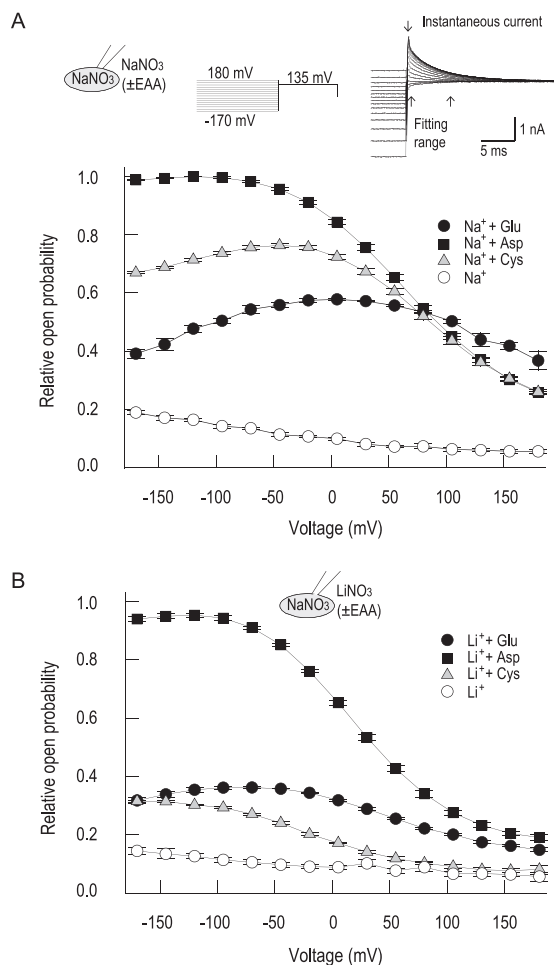 A
NaNO3
NaNO3
(±EAA)
180 mV
135 mV
-170 mV
Instantaneous current
Fitting
range
1 nA
5 ms
1.0
0.8
0.6
0.4
0.2
0.0
Relative open probability
Na+ + Glu
Na+ + Asp
Na+ + Cys
Na+
-150
-100
-50
0
50
100
150
Voltage (mV)
B
NaNO3
LiNO3
(±EAA)
1.0
0.8
0.6
0.4
0.2
0.0
Relative open probability
Li+ + Glu
Li+ + Asp
Li+ + Cys
Li+
-150
-100
-50
0
50
100
150
Voltage (mV)